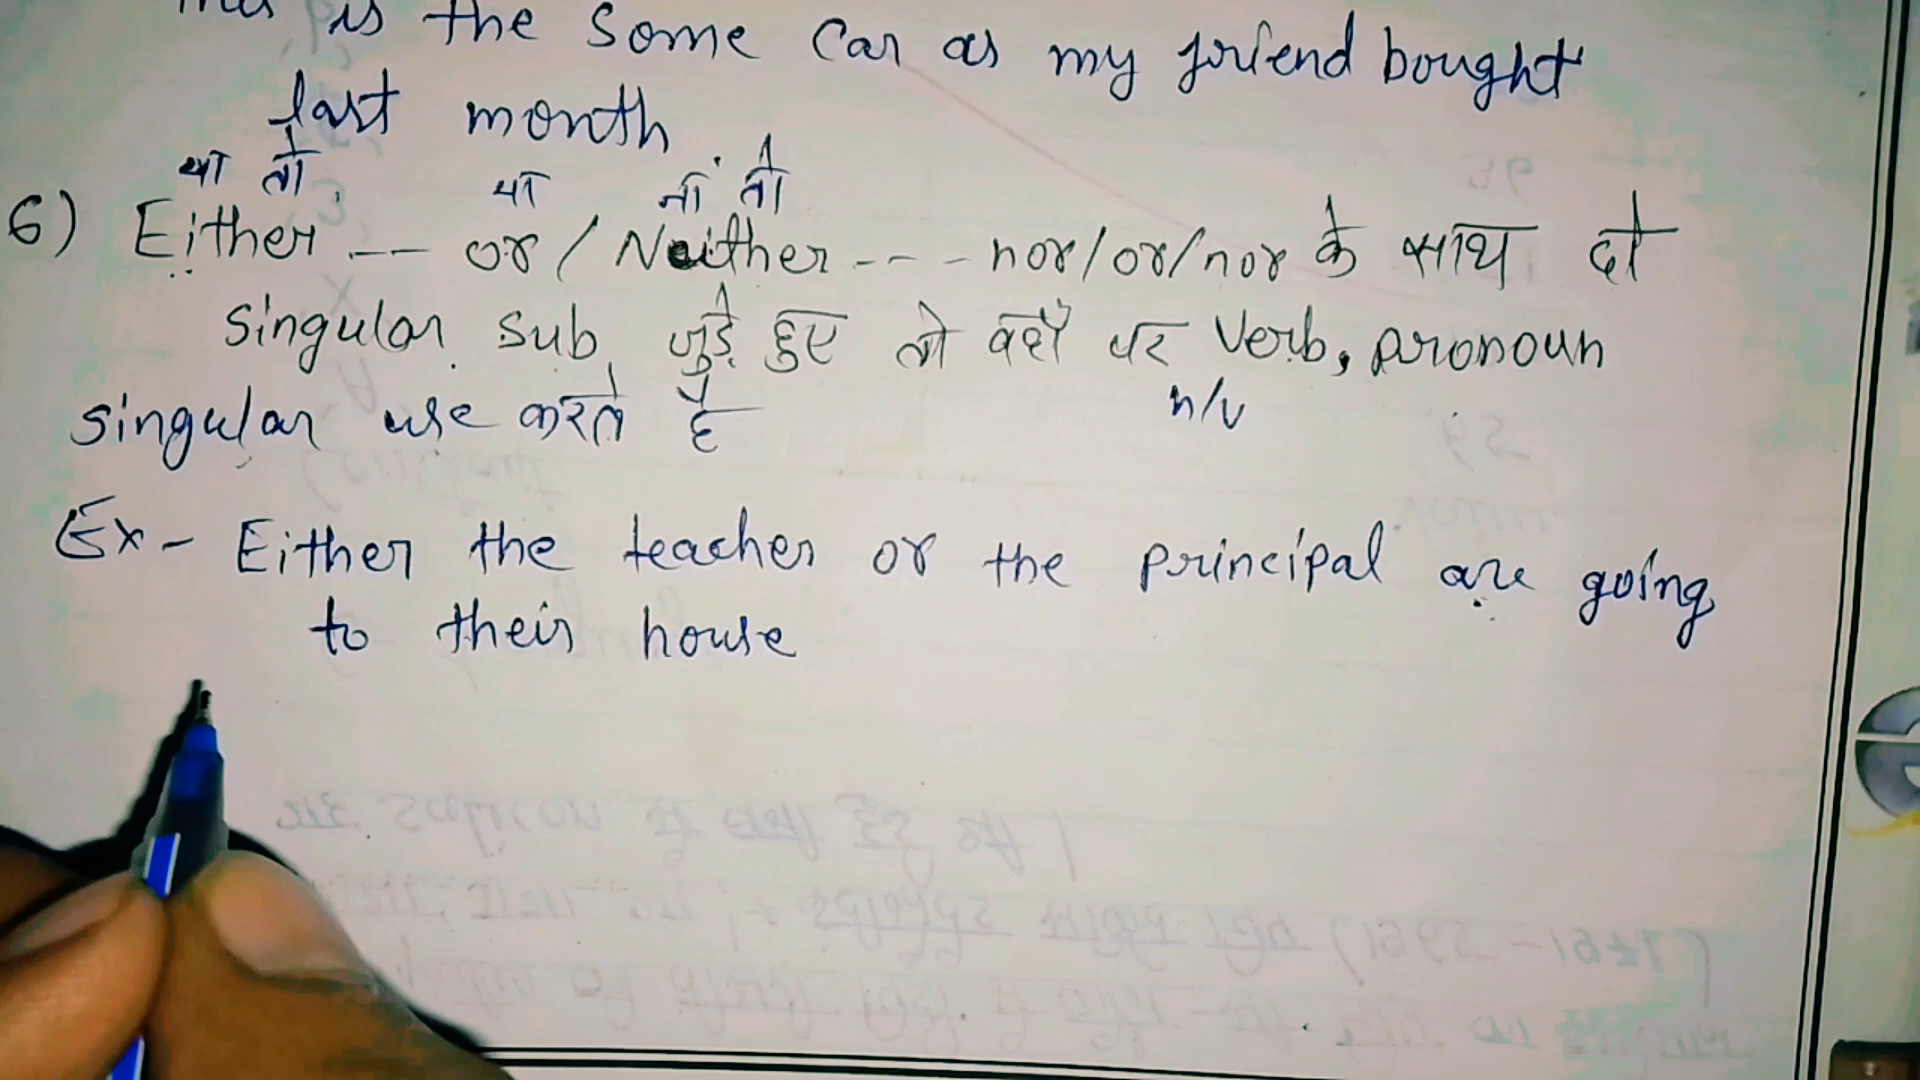 is the some Car as my friend bought
last month.
या तो या ना तो
6) Either -- or / Neither --- nor/or/nor के साथ दो
singular sub जुड़े हुए तो वहाँ पर Verb, pronoun
n/v
singular use करते है
Ex- Either the teacher or the principal are going
to their house